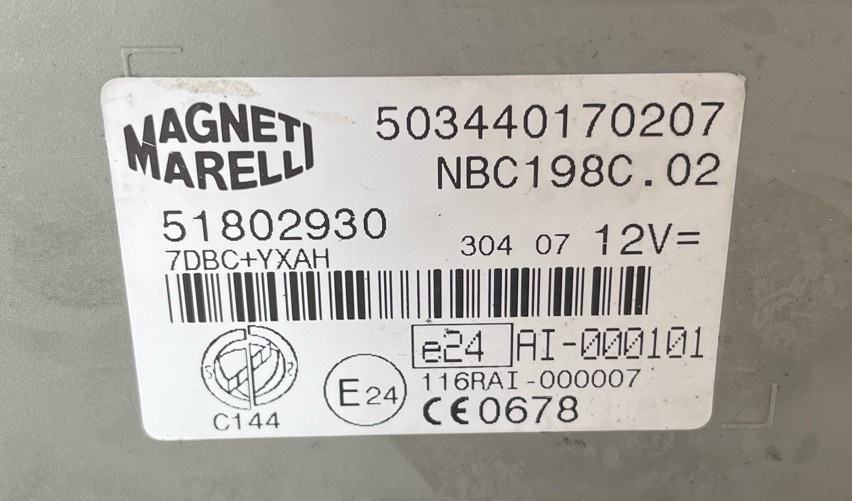 MAGNETI
MARELLI
503440170207
NBC198C.02
51802930
304 07 12V=
7DBC+YXAH
e24 AI-000101
116RAI-000007
E24
CE0678
C144